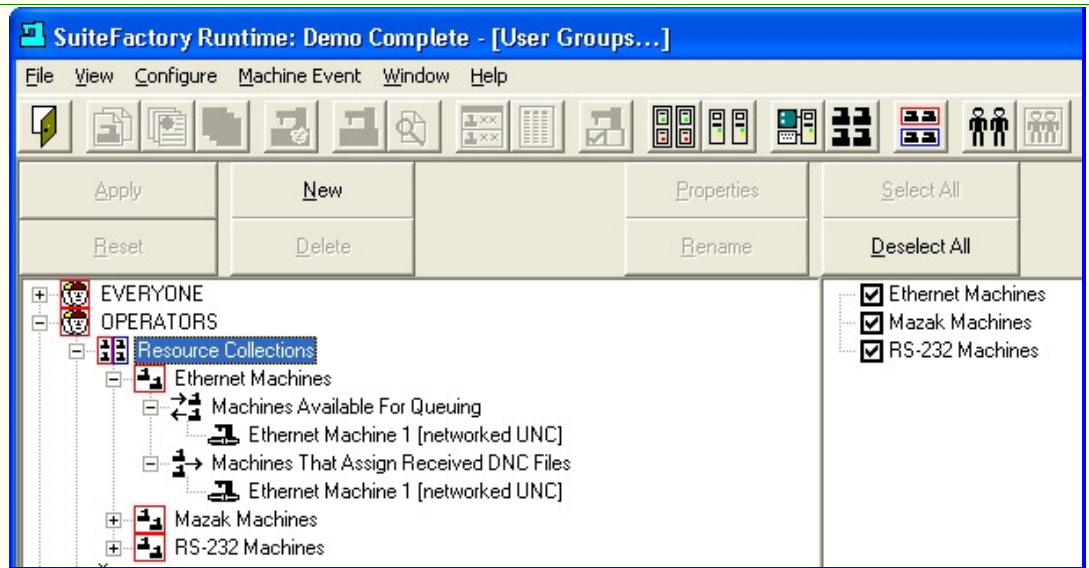 SuiteFactory Runtime: Demo Complete - [User Groups...]
File View Configure Machine Event Window Help
Apply New Properties Select All
Reset Delete Rename Deselect All
EVERYONE
OPERATORS
Resource Collections
Ethernet Machines
Machines Available For Queuing
Ethernet Machine 1 [networked UNC]
Machines That Assign Received DNC Files
Ethernet Machine 1 [networked UNC]
Mazak Machines
RS-232 Machines
Ethernet Machines
Mazak Machines
RS-232 Machines